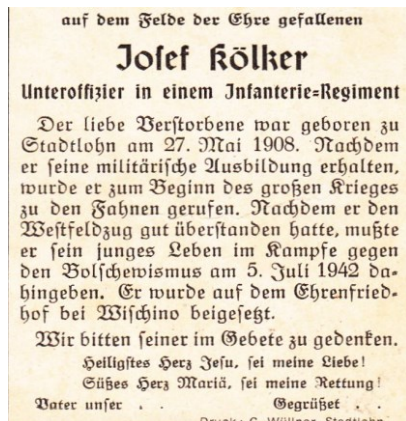 auf dem Felde der Ehre gefallenen
Josef Kölker
Unteroffizier in einem Infanterie=Regiment
Der liebe Verstorbene war geboren zu
Stadtlohn am 27. Mai 1908. Nachdem
er seine militärische Ausbildung erhalten,
wurde er zum Beginn des großen Krieges
zu den Fahnen gerufen. Nachdem er den
Westfeldzug gut überstanden hatte, mußte
er sein junges Leben im Kampfe gegen
den Bolschewismus am 5. Juli 1942 da-
hingeben. Er wurde auf dem Ehrenfried-
hof bei Wischino beigesetzt.
Wir bitten seiner im Gebete zu gedenken.
Heiligstes Herz Jesu, sei meine Liebe!
Süßes Herz Mariä, sei meine Rettung!
Vater unser . . Gegrüßet . .
Druck: C. Wüllner, Stadtlohn